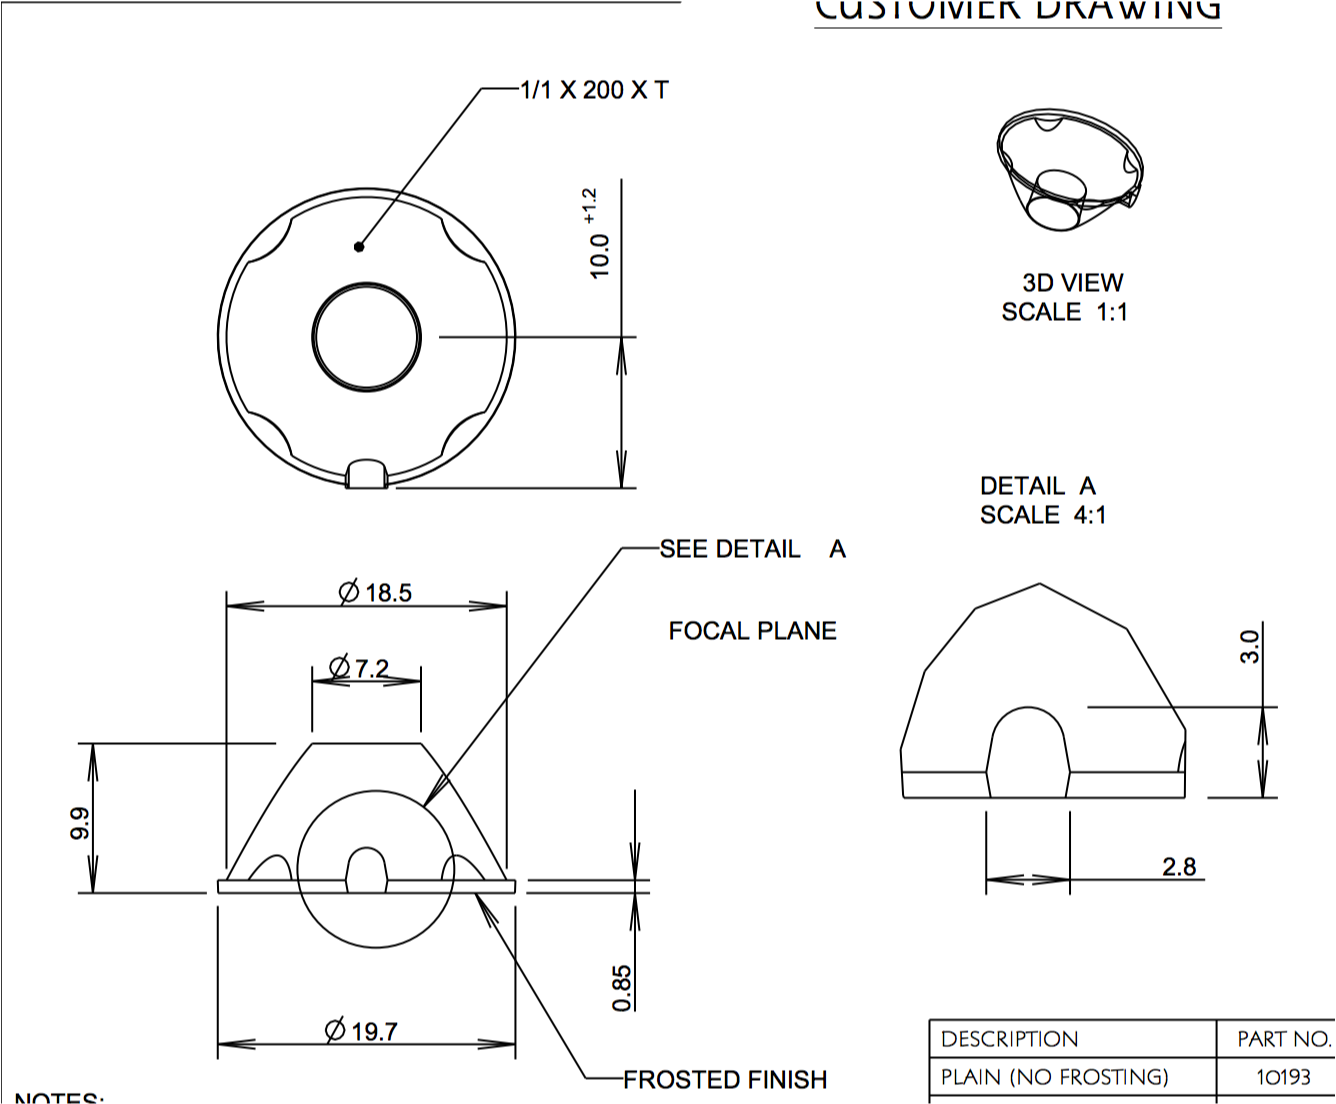 CUSTOMER DRAWING
1/1 X 200 X T
10.0 +1.2
3D VIEW
SCALE 1:1
DETAIL A
SCALE 4:1
SEE DETAIL A
FOCAL PLANE
Ø 18.5
Ø 7.2
9.9
3.0
2.8
0.85
Ø 19.7
FROSTED FINISH
DESCRIPTION PART NO.
PLAIN (NO FROSTING) 10193
NOTES: